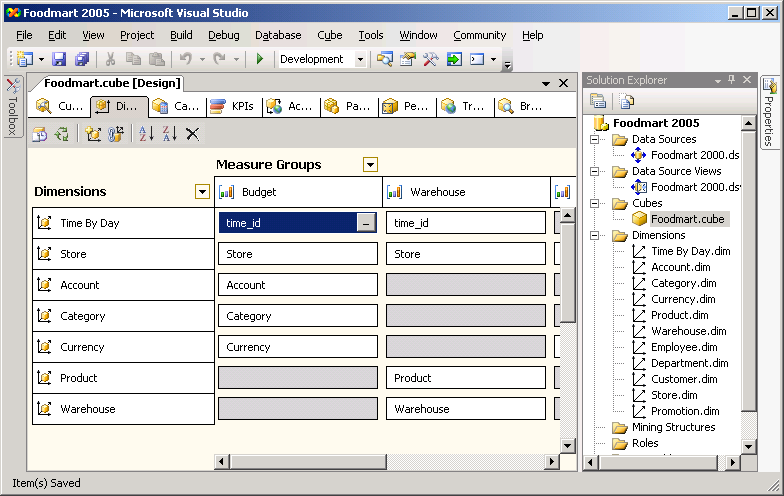 Foodmart 2005 - Microsoft Visual Studio
File Edit View Project Build Debug Database Cube Tools Window Community Help
Development
Toolbox
Foodmart.cube [Design]
Cu... Di... Ca... KPIs Ac... Pa... Pe... Tr... Br...
Measure Groups
Dimensions
Budget Warehouse
Time By Day time_id time_id
Store Store Store
Account Account
Category Category
Currency Currency
Product Product
Warehouse Warehouse
Solution Explorer
Foodmart 2005
Data Sources
Foodmart 2000.ds
Data Source Views
Foodmart 2000.ds
Cubes
Foodmart.cube
Dimensions
Time By Day.dim
Account.dim
Category.dim
Currency.dim
Product.dim
Warehouse.dim
Employee.dim
Department.dim
Customer.dim
Store.dim
Promotion.dim
Mining Structures
Roles
Properties
Item(s) Saved